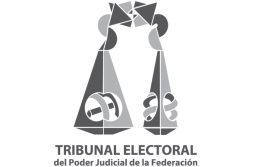 TRIBUNAL ELECTORAL
del Poder Judicial de la Federación